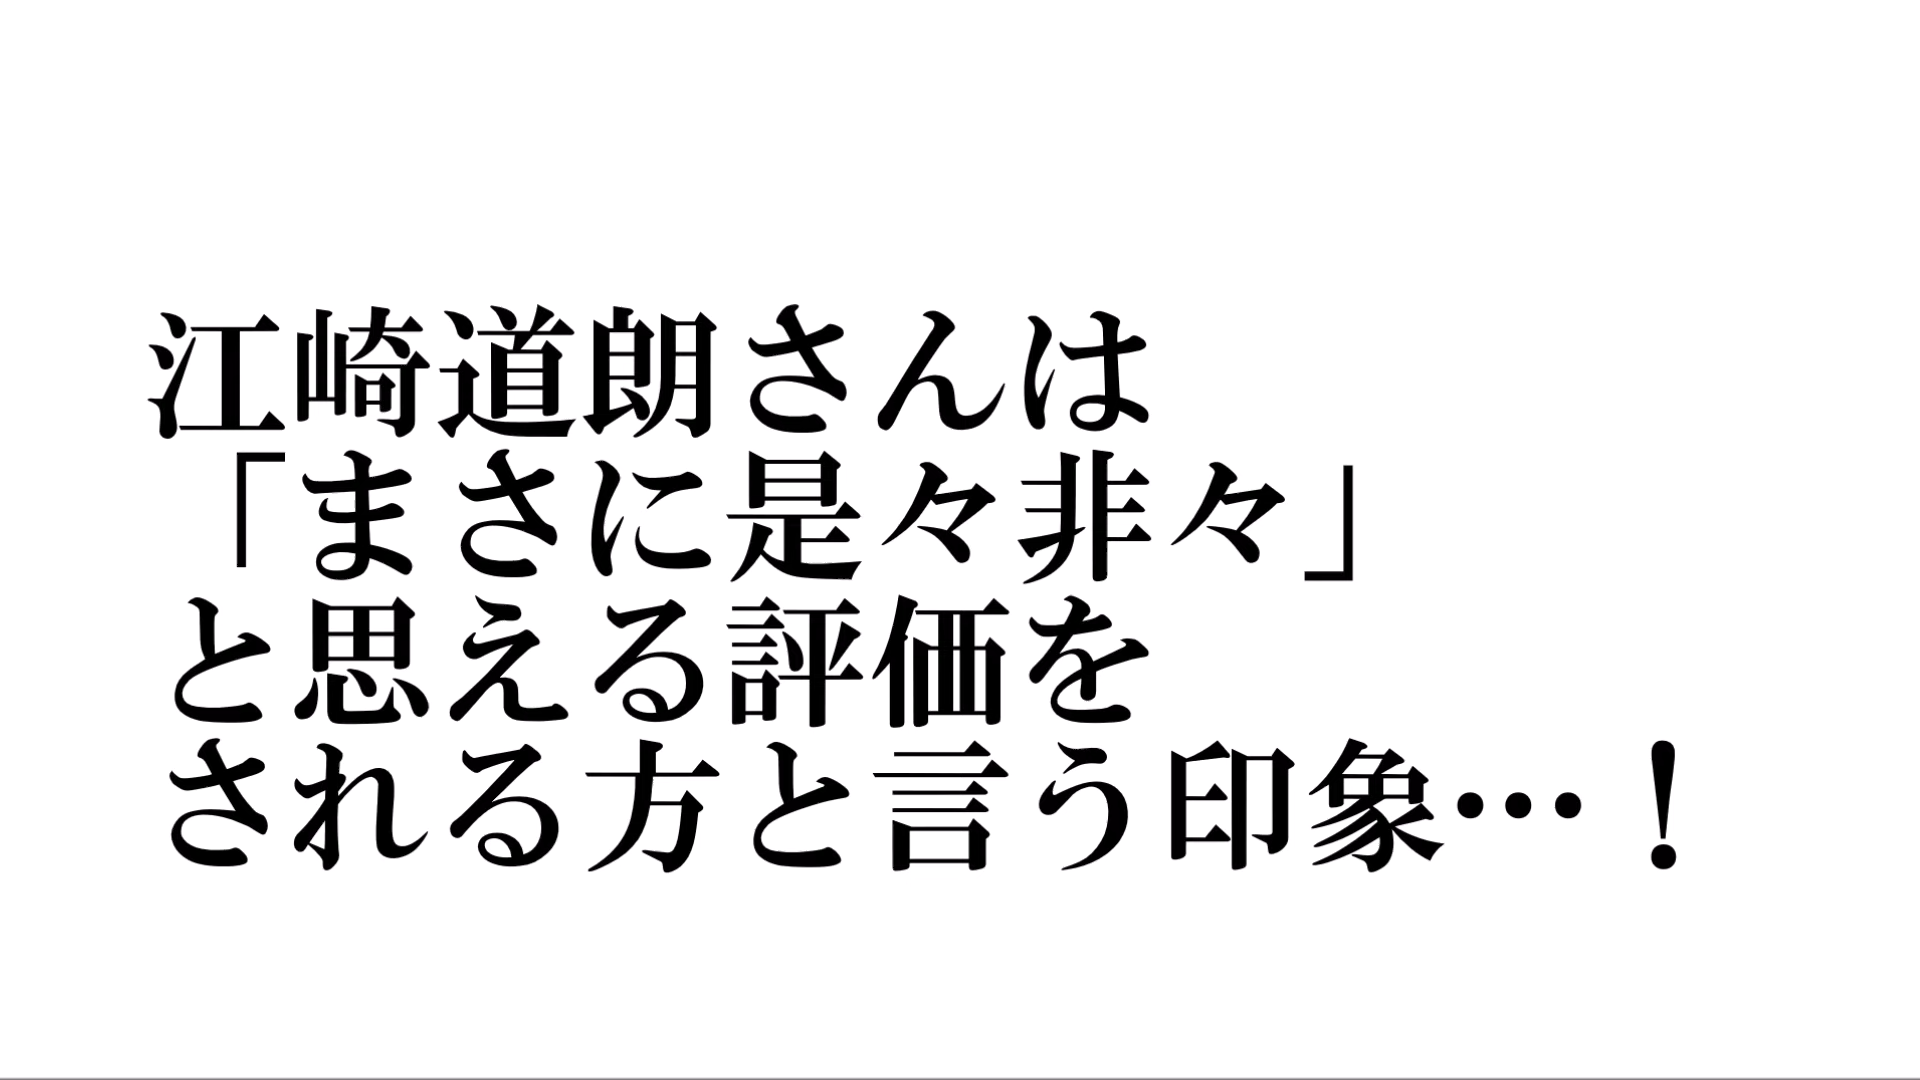 江崎道朗さんは
「まさに是々非々」
と思える評価を
される方と言う印象…！